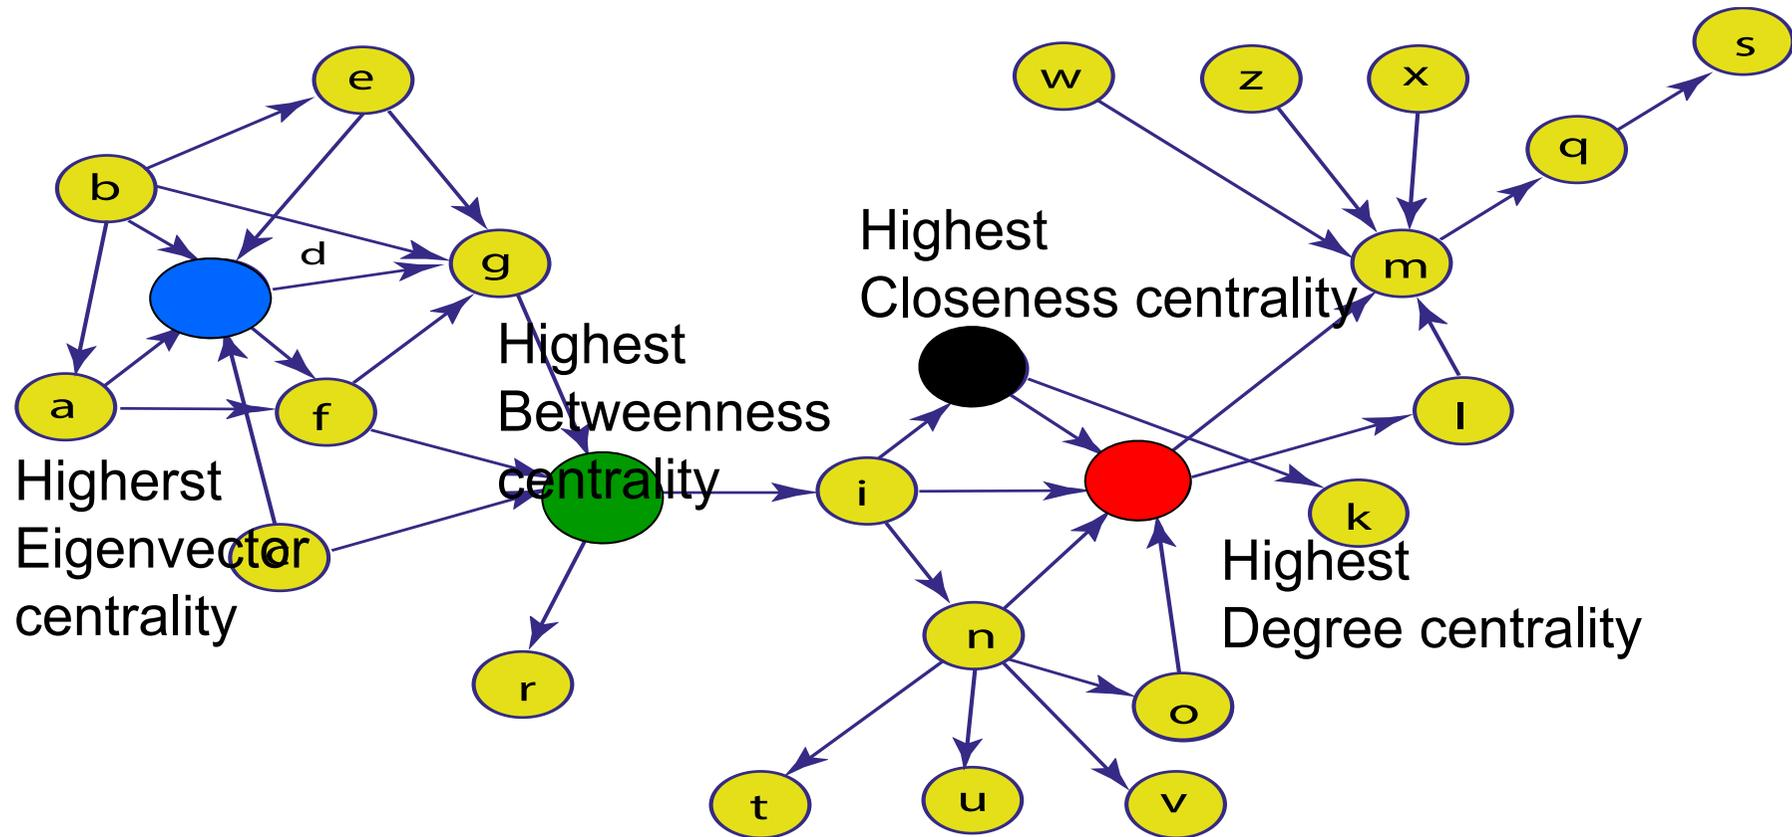 s
e
w
z
x
q
b
Highest
Closeness centrality
d
g
m
Highest
Betweenness
centrality
a
f
l
Higherst
Eigenvector
centrality
i
k
Highest
Degree centrality
n
r
o
t
u
v